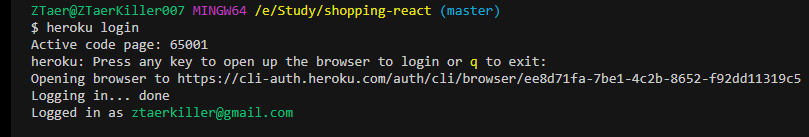 ZTaer@ZTaerKiller007 MINGW64 /e/Study/shopping-react (master)
$ heroku login
Active code page: 65001
heroku: Press any key to open up the browser to login or q to exit:
Opening browser to https://cli-auth.heroku.com/auth/cli/browser/ee8d71fa-7be1-4c2b-8652-f92dd11319c5
Logging in... done
Logged in as ztaerkiller@gmail.com